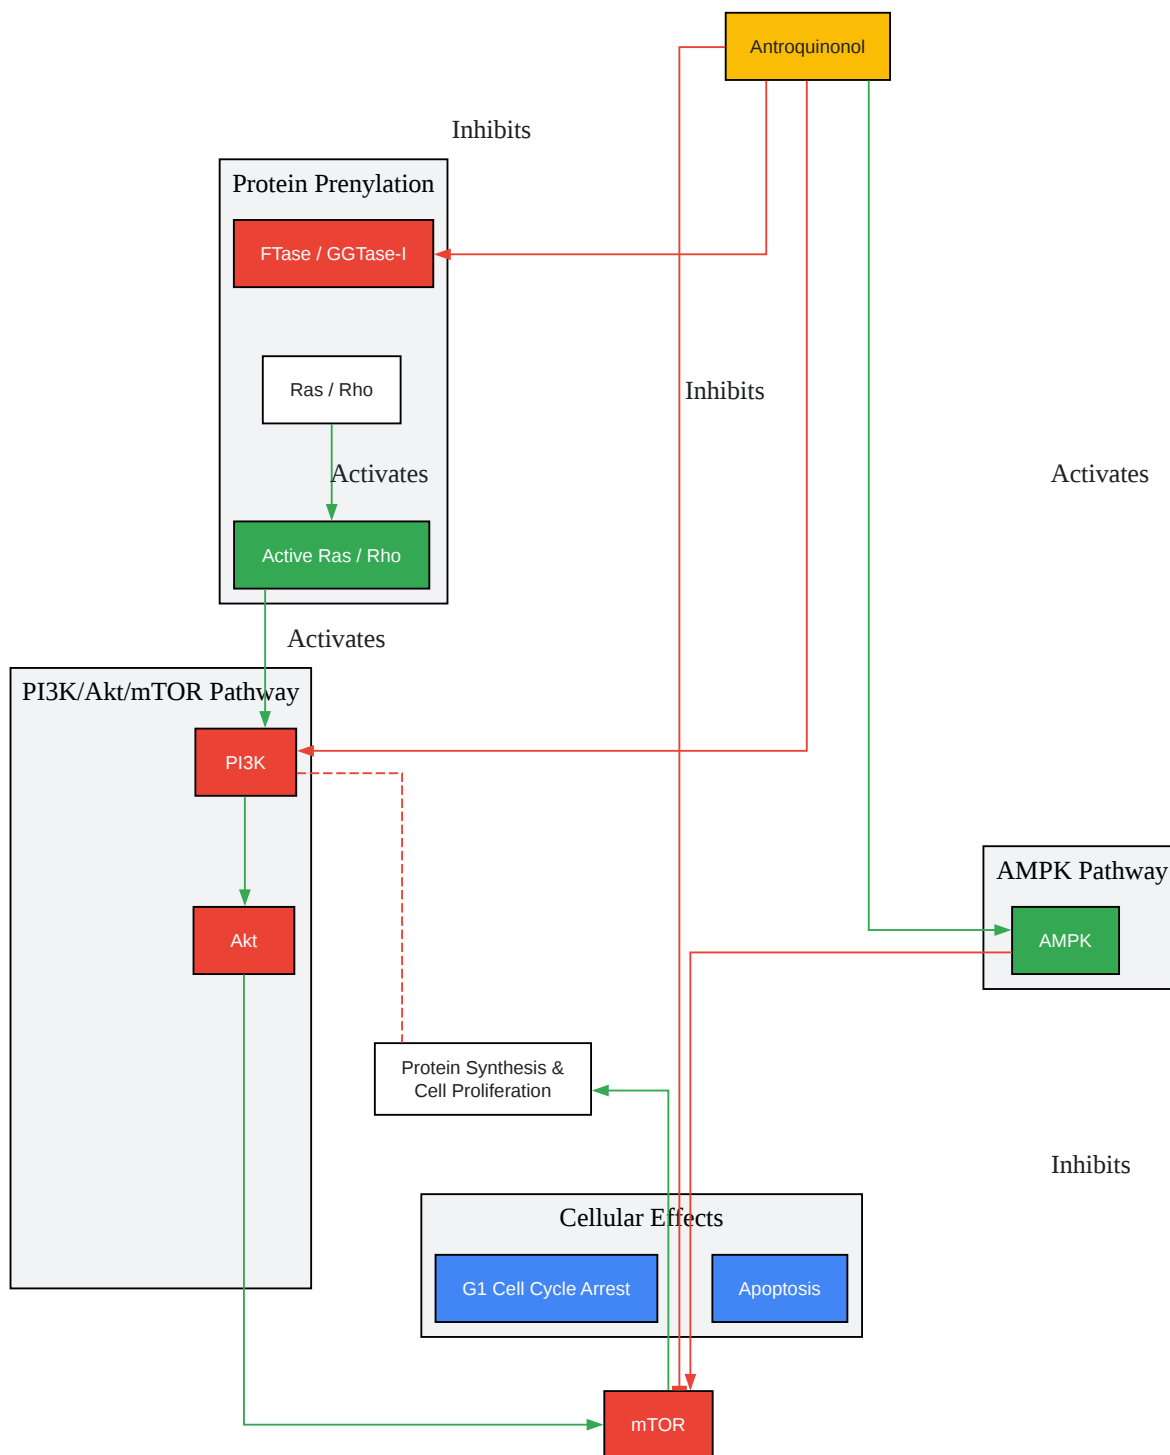 Antroquinonol
Inhibits
Protein Prenylation
FTase / GGTase-I
Ras / Rho
Inhibits
Activates
Activates
Active Ras / Rho
Activates
PI3K/Akt/mTOR Pathway
PI3K
AMPK Pathway
Akt
AMPK
Protein Synthesis &
Cell Proliferation
Inhibits
Cellular Effects
G1 Cell Cycle Arrest
Apoptosis
mTOR